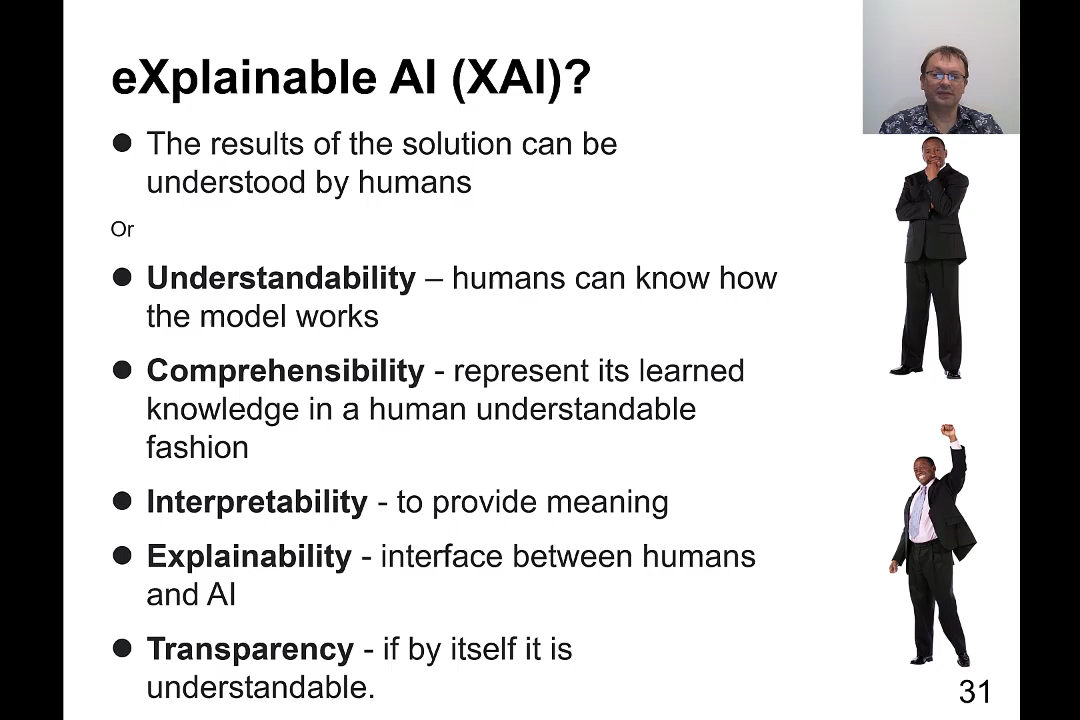 eXplainable AI (XAI)?
● The results of the solution can be
understood by humans
Or
● Understandability – humans can know how
the model works
● Comprehensibility - represent its learned
knowledge in a human understandable
fashion
● Interpretability - to provide meaning
● Explainability - interface between humans
and AI
● Transparency - if by itself it is
understandable.
31